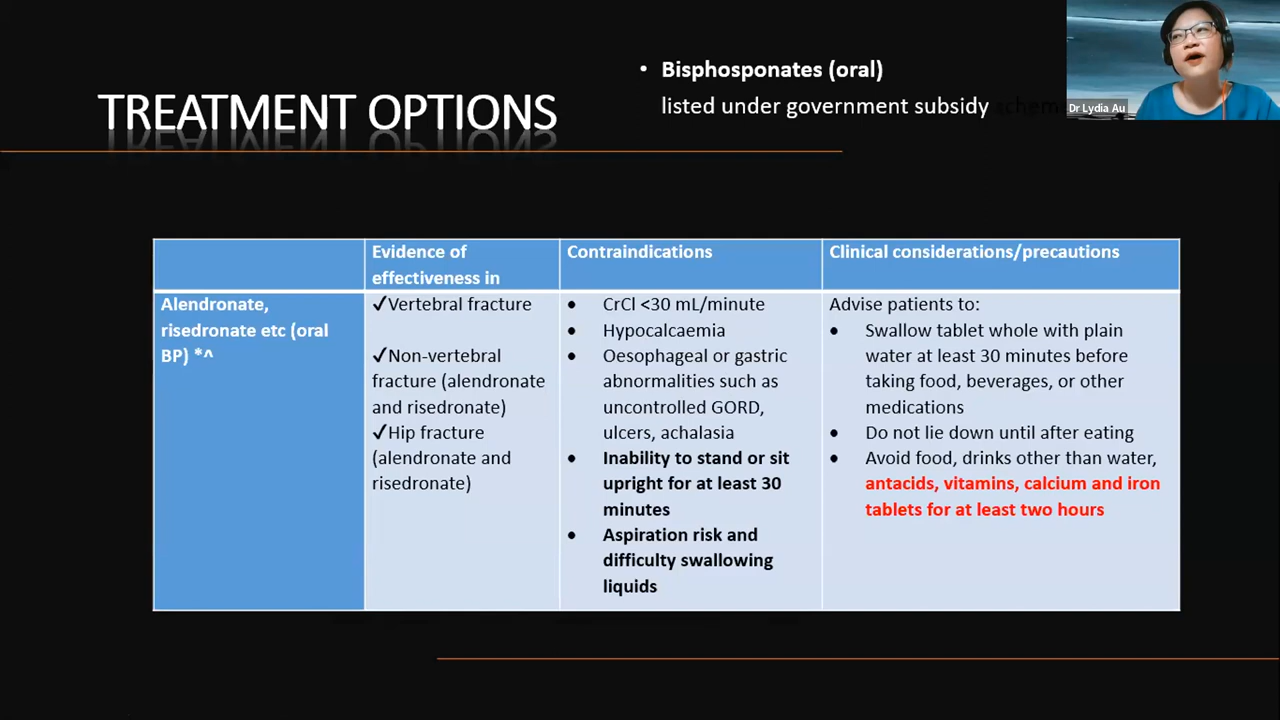 TREATMENT OPTIONS
• Bisphosponates (oral)
listed under government subsidy
Dr Lydia Au
Evidence of
effectiveness in
Contraindications
Clinical considerations/precautions
Alendronate,
risedronate etc (oral
BP) *^
✓Vertebral fracture
✓Non-vertebral
fracture (alendronate
and risedronate)
✓Hip fracture
(alendronate and
risedronate)
• CrCl <30 mL/minute
• Hypocalcaemia
• Oesophageal or gastric
abnormalities such as
uncontrolled GORD,
ulcers, achalasia
• Inability to stand or sit
upright for at least 30
minutes
• Aspiration risk and
difficulty swallowing
liquids
Advise patients to:
• Swallow tablet whole with plain
water at least 30 minutes before
taking food, beverages, or other
medications
• Do not lie down until after eating
• Avoid food, drinks other than water,
antacids, vitamins, calcium and iron
tablets for at least two hours